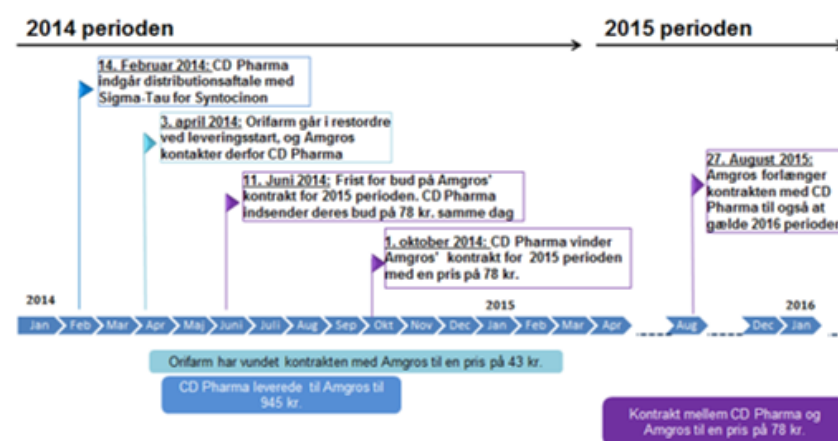 2014 perioden
2015 perioden
14. Februar 2014: CD Pharma
indgår distributionsaftale med
Sigma-Tau for Syntocinon
3. april 2014: Orifarm går i restordre
ved leveringsstart, og Amgros
kontakter derfor CD Pharma
11. Juni 2014: Frist for bud på Amgros'
kontrakt for 2015 perioden. CD Pharma
indsender deres bud på 78 kr. samme dag
1. oktober 2014: CD Pharma vinder
Amgros' kontrakt for 2015 perioden
med en pris på 78 kr.
27. August 2015:
Amgros forlænger
kontrakten med CD
Pharma til også at
gælde 2016 perioden
2014
2015
2016
Jan Feb Mar Apr Maj Juni Juli Aug Sep Okt Nov Dec Jan Feb Mar Apr Aug Dec Jan
Orifarm har vundet kontrakten med Amgros til en pris på 43 kr.
CD Pharma leverede til Amgros til
945 kr.
Kontrakt mellem CD Pharma og
Amgros til en pris på 78 kr.